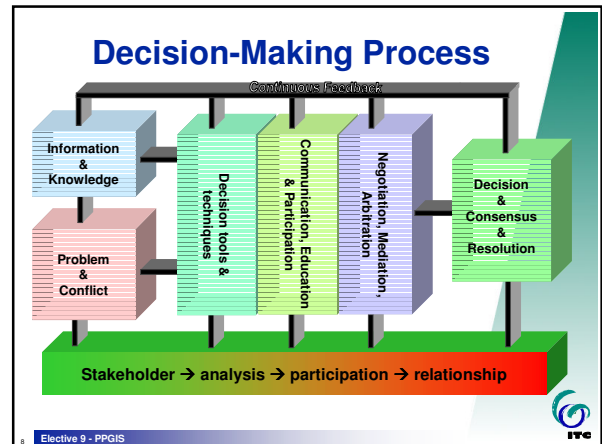 Decision-Making Process
Continuous Feedback
Information
&
Knowledge
Problem
&
Conflict
Decision tools &
techniques
Communication, Education
& Participation
Negotiation, Mediation,
Arbitration
Decision
&
Consensus
&
Resolution
Stakeholder → analysis → participation → relationship
8
Elective 9 - PPGIS
ITC